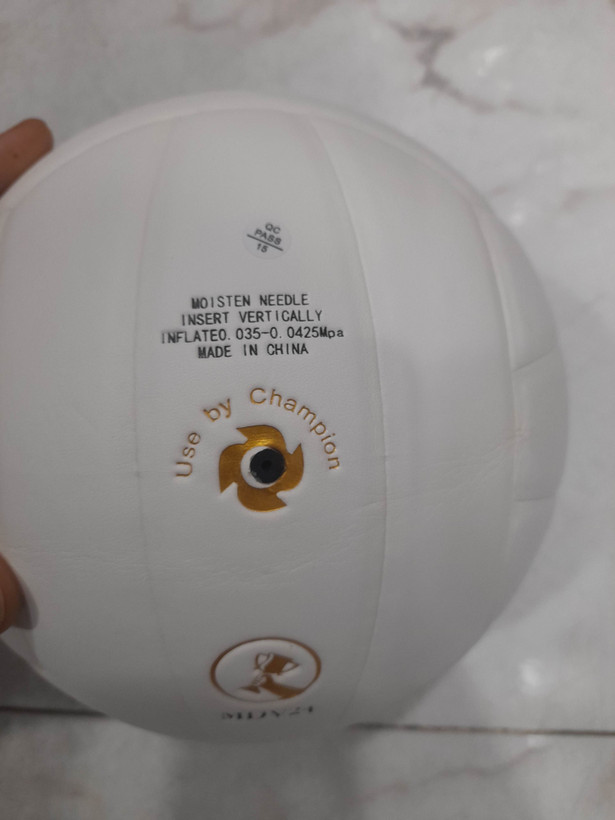 QC
PASS
15
MOISTEN NEEDLE
INSERT VERTICALLY
INFLATE0.035-0.0425Mpa
MADE IN CHINA
Use by Champion